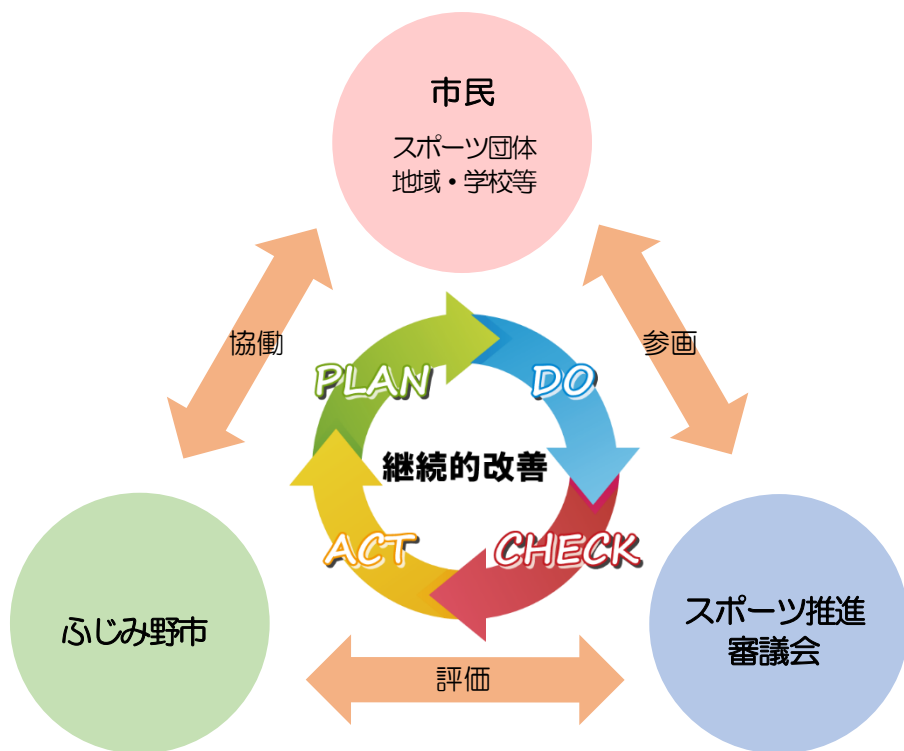 市民
スポーツ団体
地域・学校等
協働
参画
PLAN
DO
継続的改善
ACT
CHECK
ふじみ野市
スポーツ推進
審議会
評価